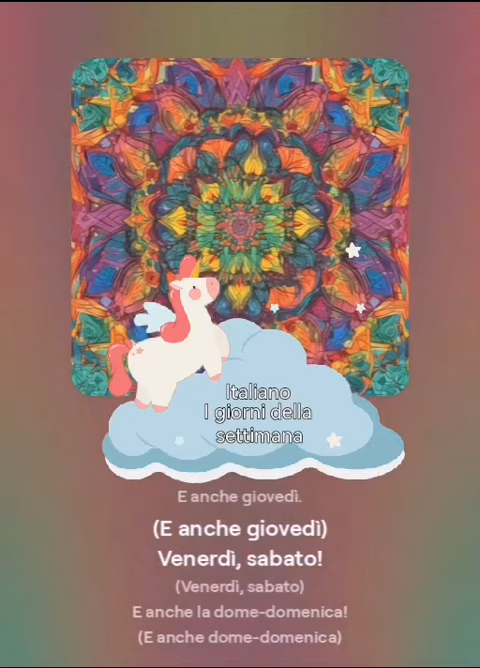 Italiano
I giorni della
settimana
E anche giovedì.
(E anche giovedì)
Venerdì, sabato!
(Venerdì, sabato)
E anche la dome-domenica!
(E anche dome-domenica)